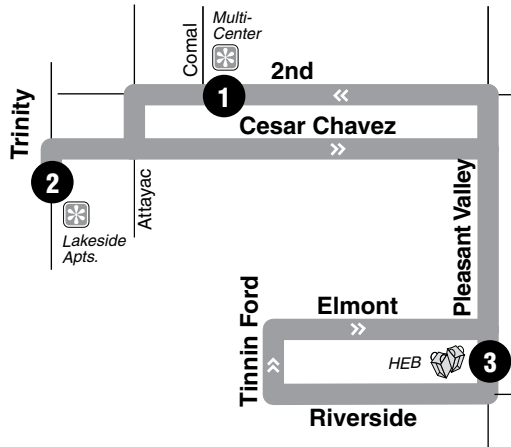 Multi-
Center
Comal
1
2nd
Cesar Chavez
Trinity
2
Attayac
Lakeside
Apts.
Pleasant Valley
Elmont
Tinnin Ford
HEB
3
Riverside